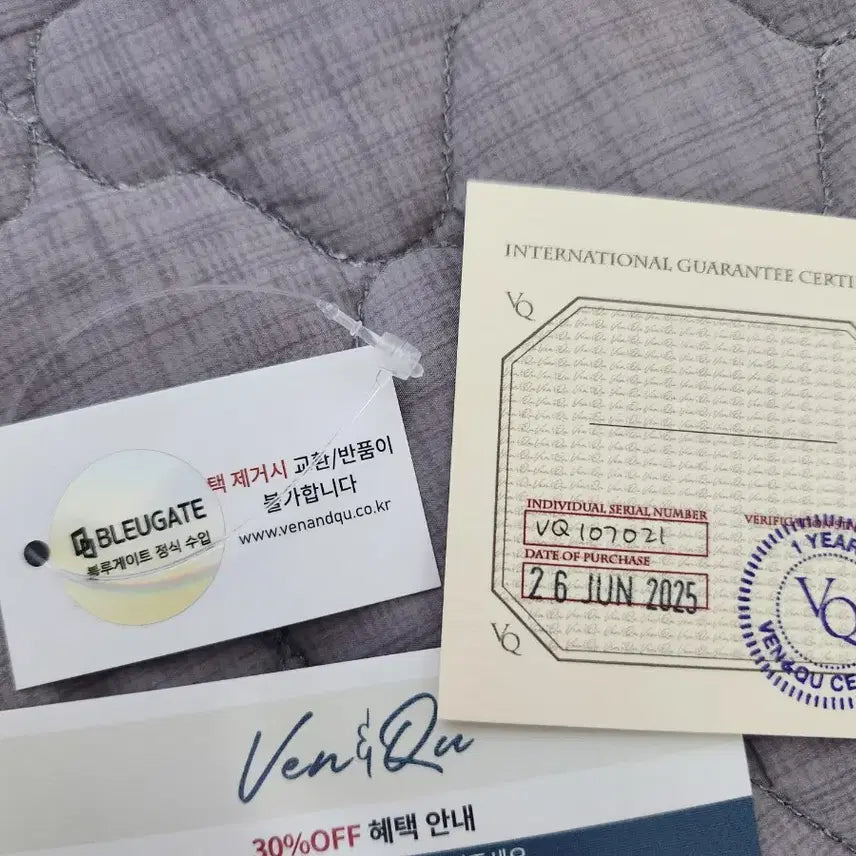 INTERNATIONAL GUARANTEE
VQ
INDIVIDUAL SERIAL NUMBER
VQ107021
DATE OF PURCHASE
26 JUN 2025
VQ
1 YEAR
VQ
VEN&QU
택 제거시 교환/반품이
불가합니다
www.venandqu.co.kr
BLEUGATE
블루게이트 정식 수입
Ven&Qu
30%OFF 혜택 안내